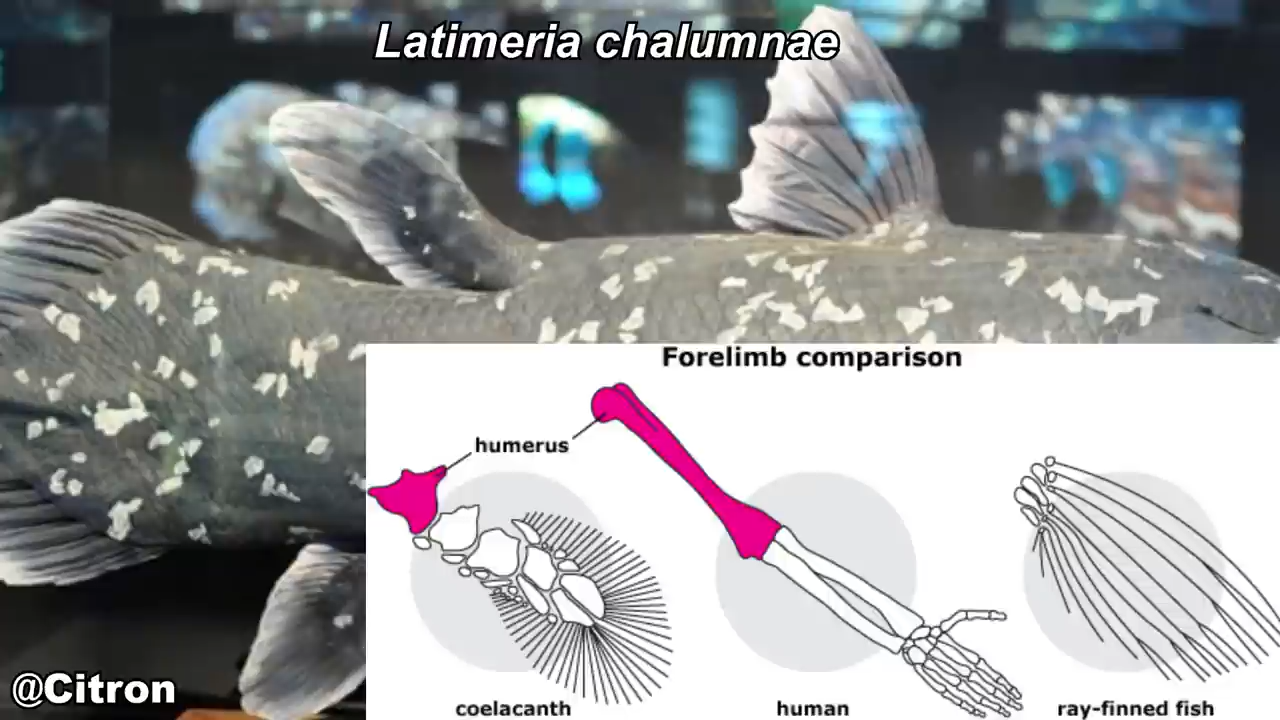 Latimeria chalumnae
Forelimb comparison
humerus
@Citron
coelacanth
human
ray-finned fish